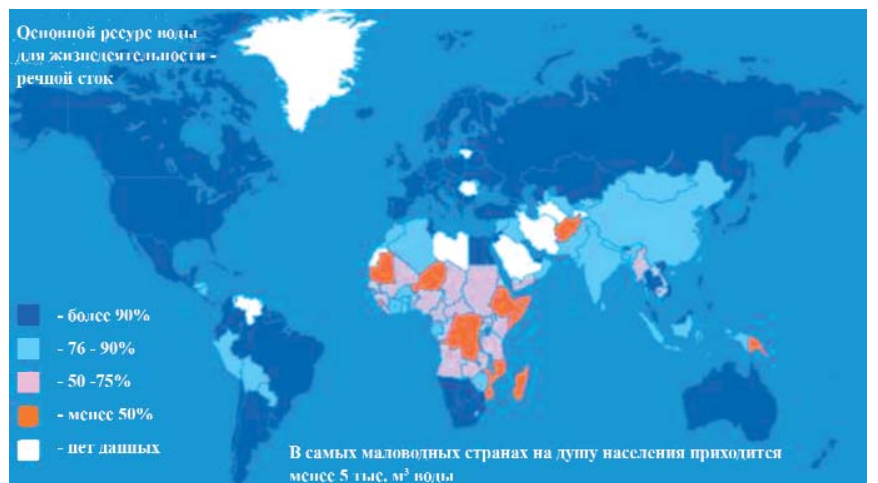 Основной ресурс воды
для жизнедеятельности -
речной сток
- более 90%
- 76 - 90%
- 50 -75%
- менее 50%
- нет данных
В самых маловодных странах на душу населения приходится
менее 5 тыс. м³ воды